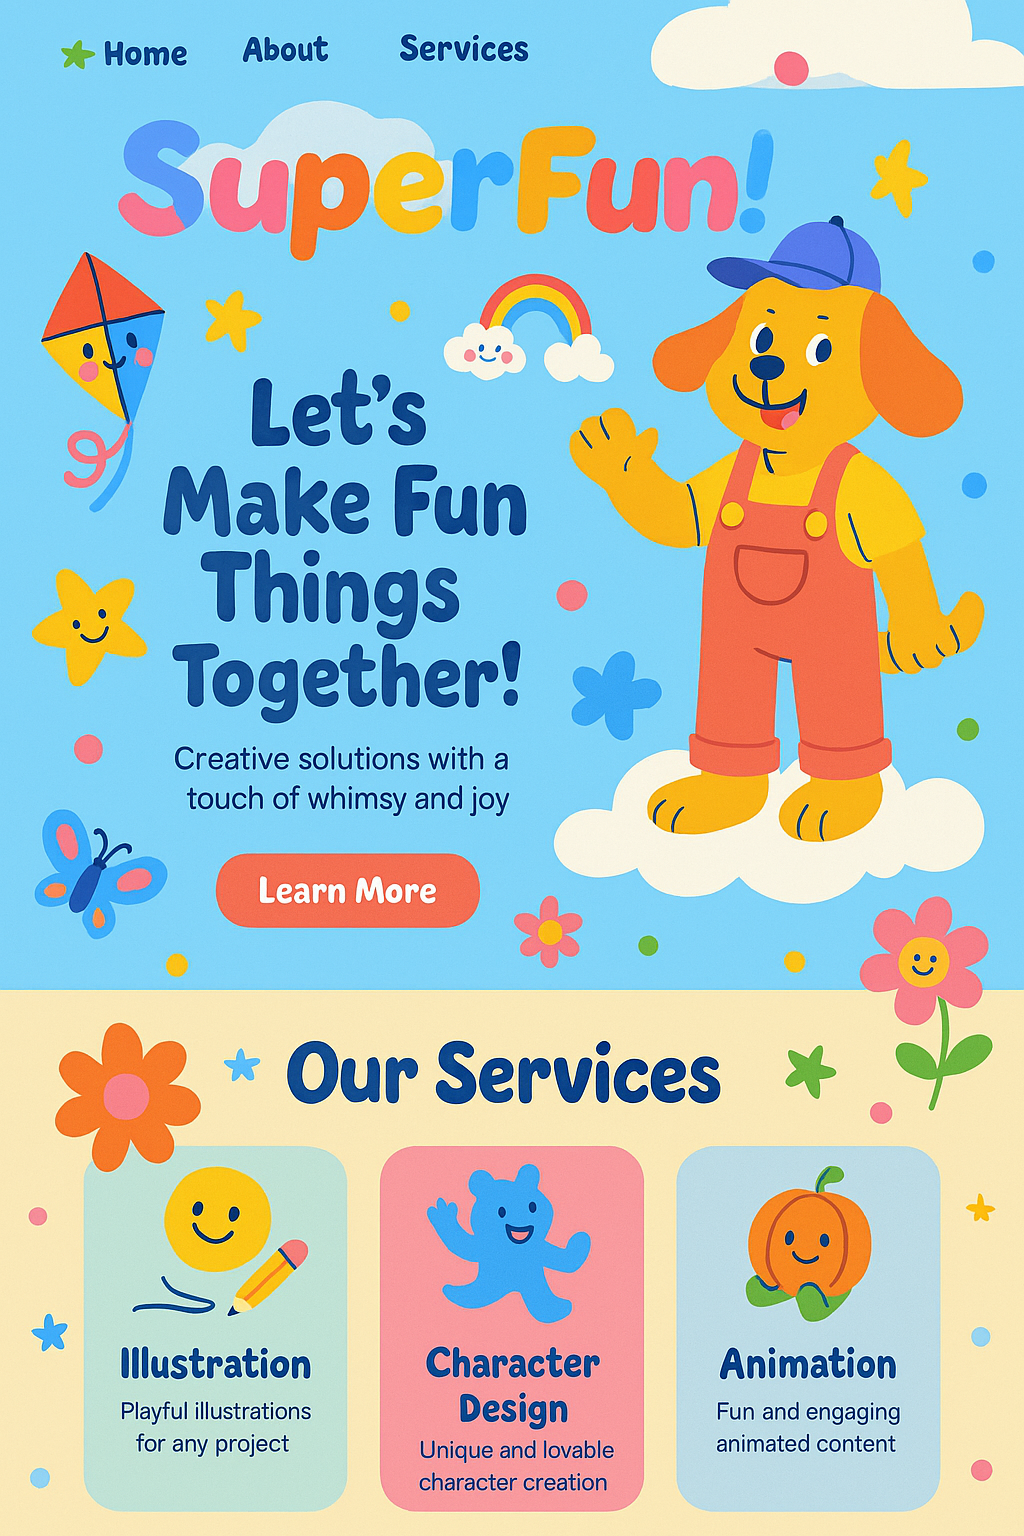 Home About Services
SuperFun!
Let's
Make Fun
Things
Together!
Creative solutions with a
touch of whimsy and joy
Learn More
Our Services
Illustration
Playful illustrations
for any project
Character
Design
Unique and lovable
character creation
Animation
Fun and engaging
animated content